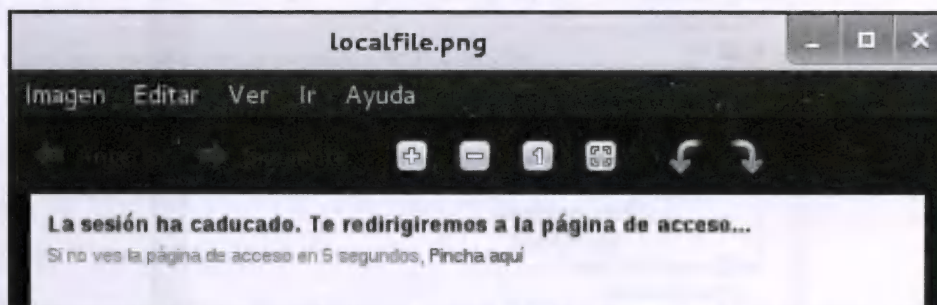 localfile.png
Imagen Editar Ver Ir Ayuda
1
La sesión ha caducado. Te redirigiremos a la página de acceso...
Si no ves la página de acceso en 5 segundos, Pincha aquí